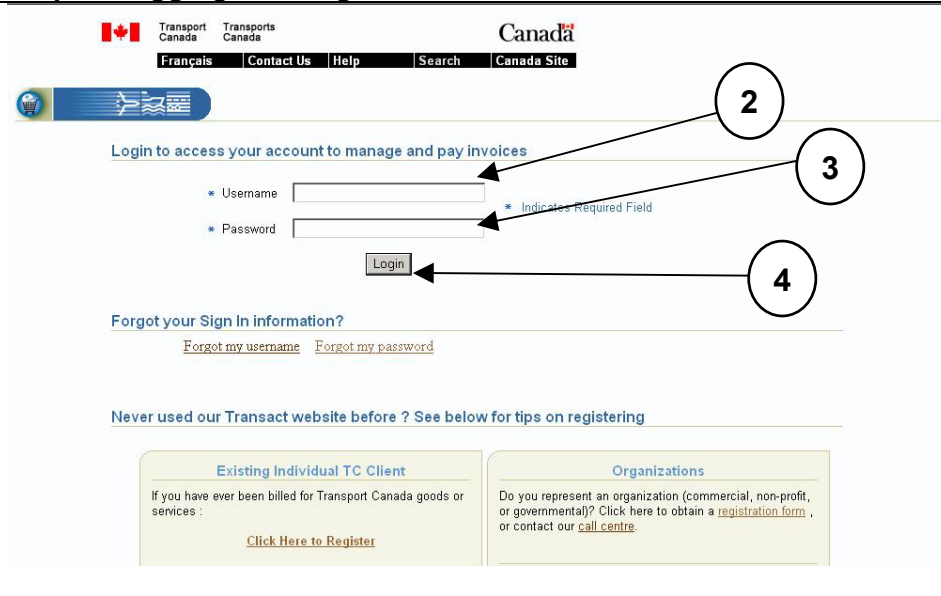 Transport Transports
Canada Canada
Canada
Français Contact Us Help Search Canada Site
2
Login to access your account to manage and pay invoices
3
* Username
* Indicates Required Field
* Password
Login
4
Forgot your Sign In information?
Forgot my username Forgot my password
Never used our Transact website before ? See below for tips on registering
Existing Individual TC Client
If you have ever been billed for Transport Canada goods or
services :
Click Here to Register
Organizations
Do you represent an organization (commercial, non-profit,
or governmental)? Click here to obtain a registration form ,
or contact our call centre.